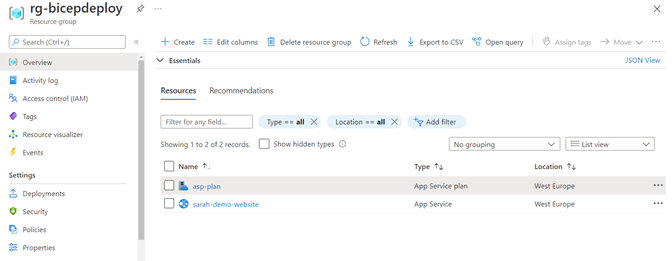 rg-bicepdeploy
Resource group
Search (Ctrl+/)
Overview
Activity log
Access control (IAM)
Tags
Resource visualizer
Events
Settings
Deployments
Security
Policies
Properties
Create
Edit columns
Delete resource group
Refresh
Export to CSV
Open query
Assign tags
Move
Essentials
JSON View
Resources Recommendations
Filter for any field...
Type == all
Location == all
Add filter
Showing 1 to 2 of 2 records.
Show hidden types
No grouping
List view
Name Type Location
asp-plan App Service plan West Europe
sarah-demo-website App Service West Europe